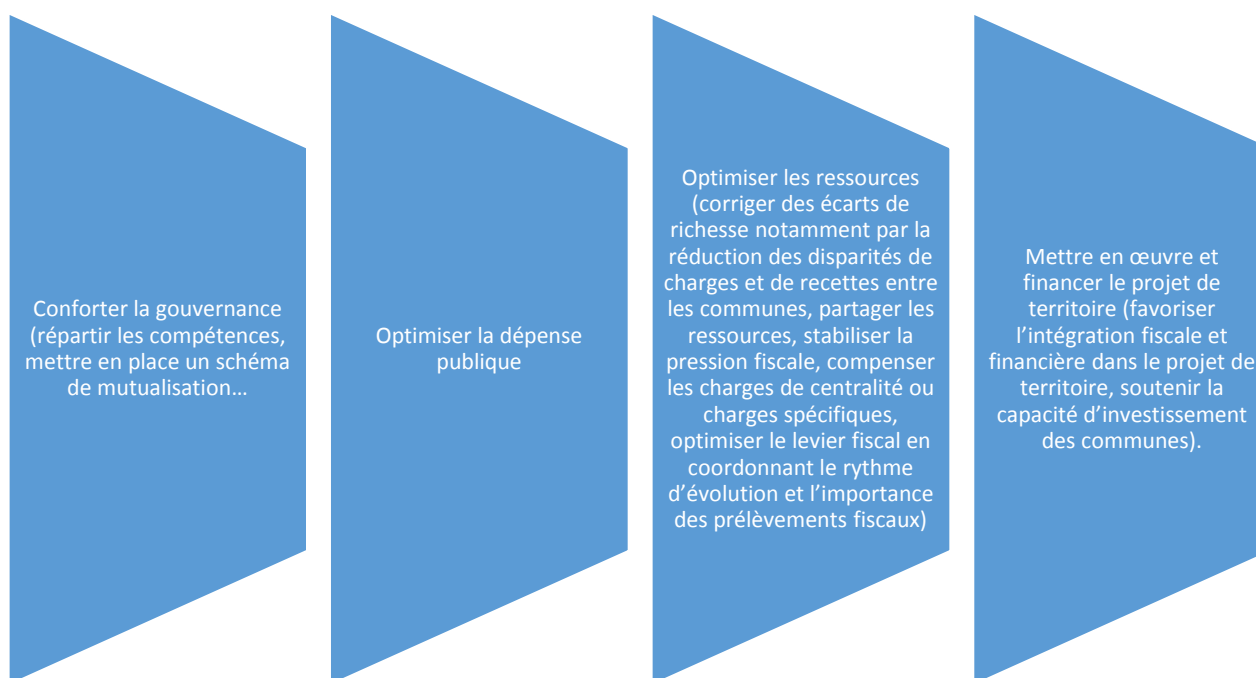 Conforter la gouvernance
(répartir les compétences,
mettre en place un schéma
de mutualisation…
Optimiser la dépense
publique
Optimiser les ressources
(corriger des écarts de
richesse notamment par la
réduction des disparités de
charges et de recettes entre
les communes, partager les
ressources, stabiliser la
pression fiscale, compenser
les charges de centralité ou
charges spécifiques,
optimiser le levier fiscal en
coordonnant le rythme
d’évolution et l’importance
des prélèvements fiscaux)
Mettre en œuvre et
financer le projet de
territoire (favoriser
l’intégration fiscale et
financière dans le projet de
territoire, soutenir la
capacité d’investissement
des communes).